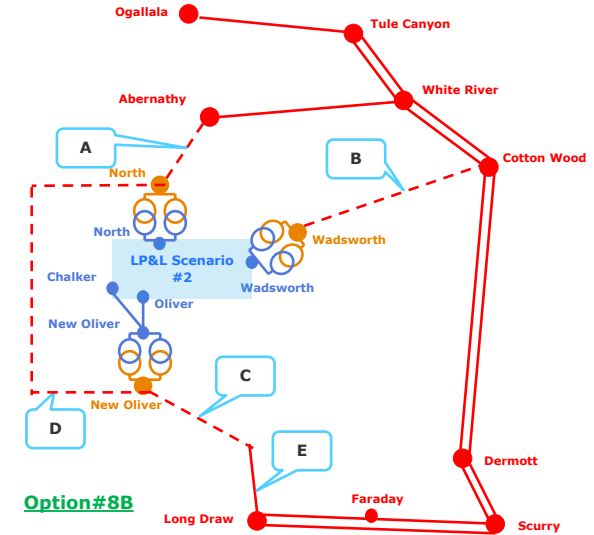 Ogallala
Tule Canyon
White River
Abernathy
A
B
Cotton Wood
North
North
Wadsworth
LP&L Scenario
#2
Chalker
Wadsworth
Oliver
New Oliver
C
New Oliver
D
E
Dermott
Option#8B
Faraday
Long Draw
Scurry